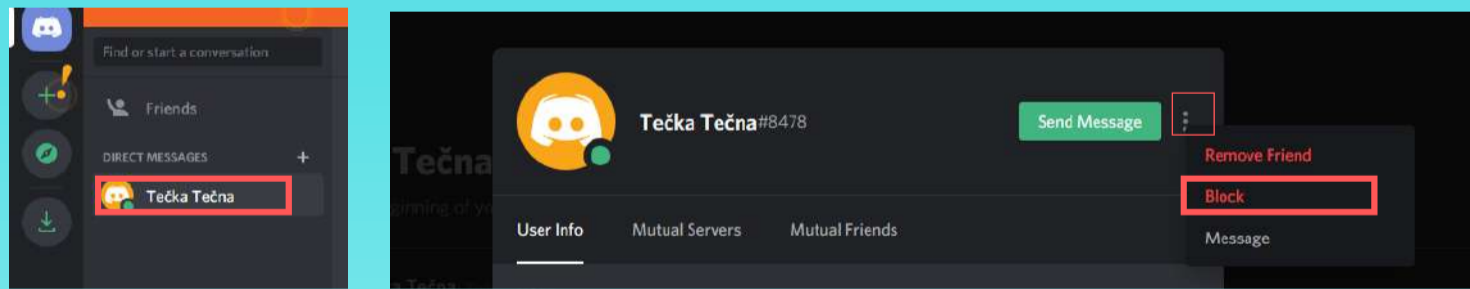 Find or start a conversation
Friends
DIRECT MESSAGES +
Tečka Tečna
Tečka Tečna#8478
Send Message
Remove Friend
Block
Message
User Info
Mutual Servers
Mutual Friends
Tečna